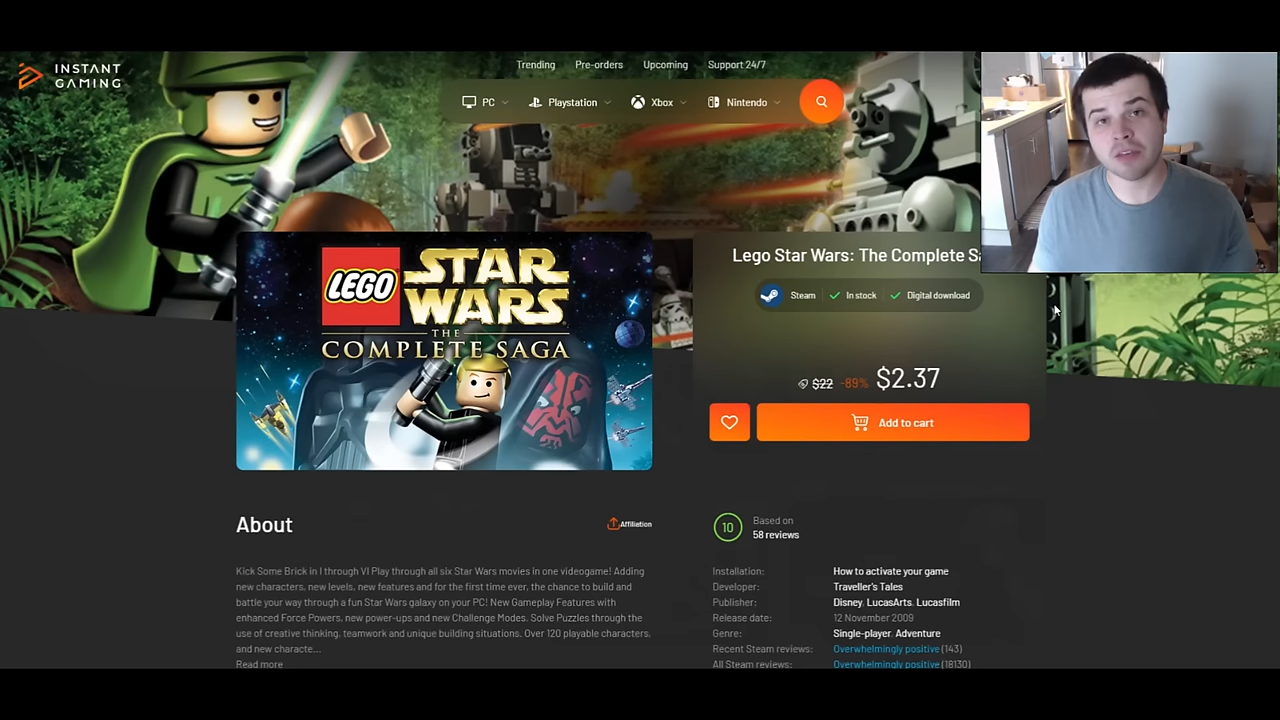 INSTANT
GAMING
Trending Pre-orders Upcoming Support 24/7
PC Playstation Xbox Nintendo
LEGO
STAR
WARS
THE
COMPLETE SAGA
Lego Star Wars: The Complete Sa
Steam In stock Digital download
$22 -89% $2.37
Add to cart
About
Affiliation
Kick Some Brick in I through VI Play through all six Star Wars movies in one videogame! Adding
new characters, new levels, new features and for the first time ever, the chance to build and
battle your way through a fun Star Wars galaxy on your PC! New Gameplay Features with
enhanced Force Powers, new power-ups and new Challenge Modes. Solve Puzzles through the
use of creative thinking, teamwork and unique building situations. Over 120 playable characters,
and new characte...
Read more
10
Based on
58 reviews
Installation: How to activate your game
Developer: Traveller's Tales
Publisher: Disney, LucasArts, Lucasfilm
Release date: 12 November 2009
Genre: Single-player, Adventure
Recent Steam reviews: Overwhelmingly positive (143)
All Steam reviews: Overwhelmingly positive (18130)